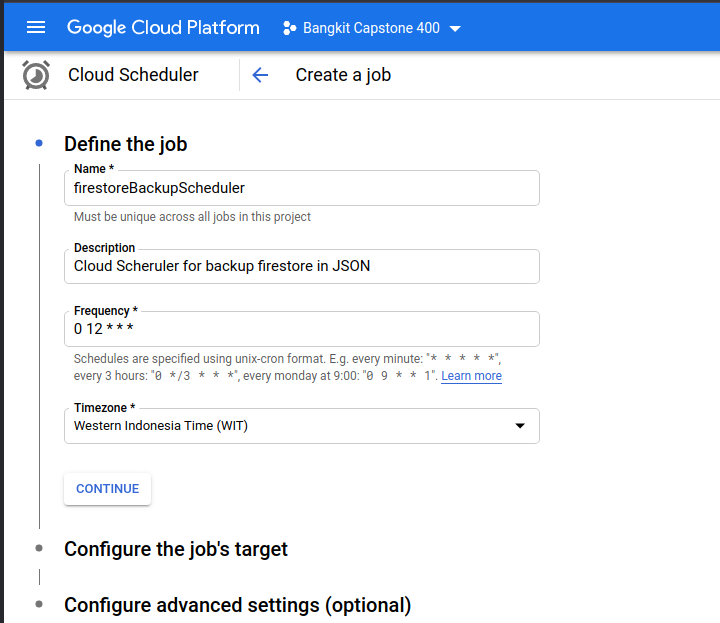 Google Cloud Platform Bangkit Capstone 400
Cloud Scheduler Create a job
Define the job
Name *
firestoreBackupScheduler
Must be unique across all jobs in this project
Description
Cloud Scheruler for backup firestore in JSON
Frequency *
0 12 * * *
Schedules are specified using unix-cron format. E.g. every minute: "* * * * *",
every 3 hours: "0 */3 * * *", every monday at 9:00: "0 9 * * 1". Learn more
Timezone *
Western Indonesia Time (WIT)
CONTINUE
Configure the job's target
Configure advanced settings (optional)